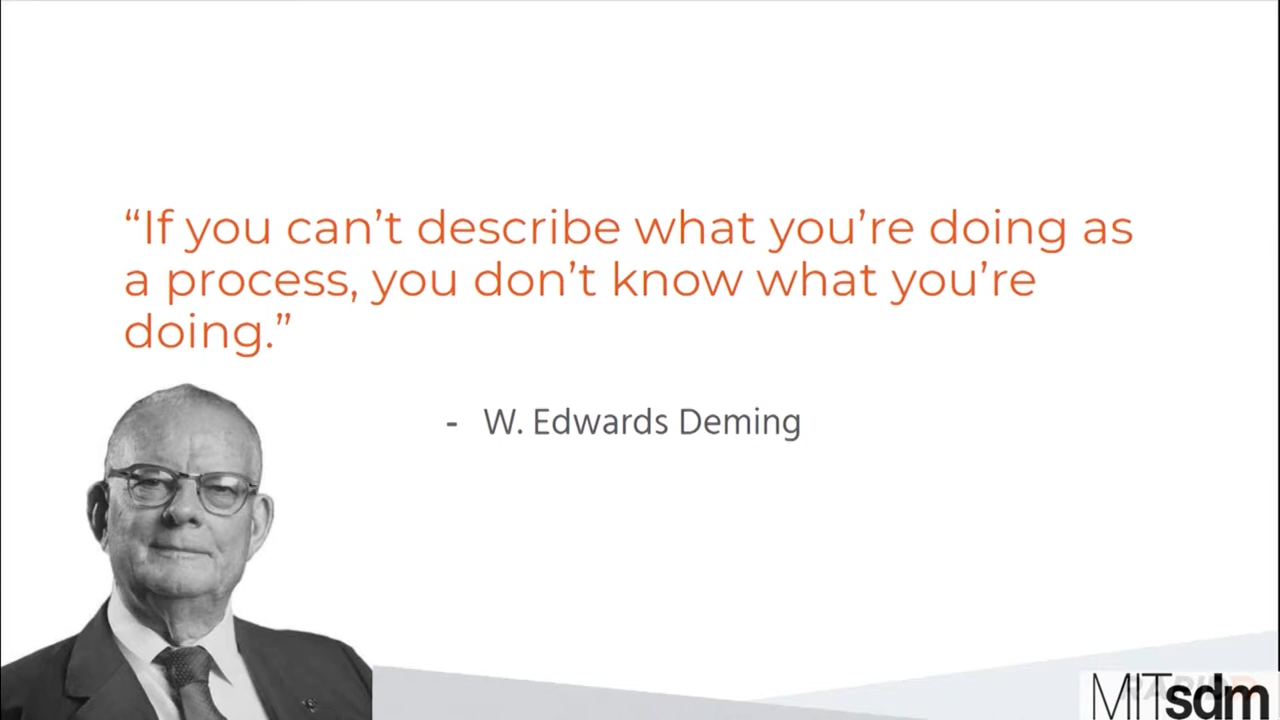 “If you can’t describe what you’re doing as
a process, you don’t know what you’re
doing.”
- W. Edwards Deming
MITsdm